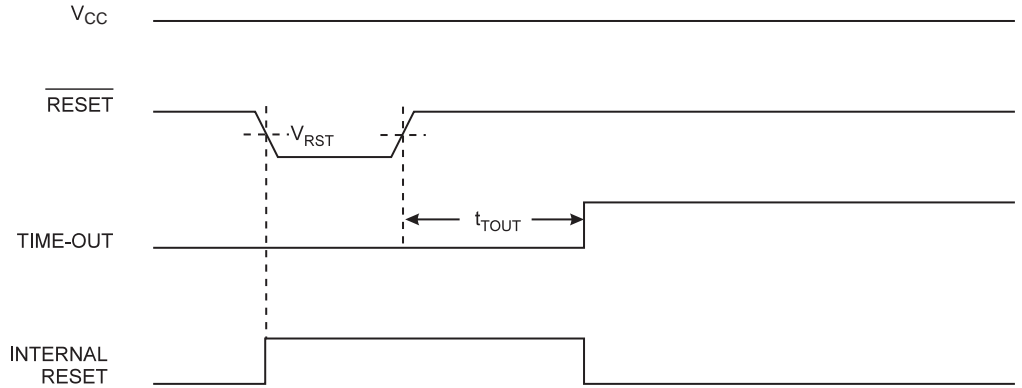 VCC
RESET
VRST
tTOUT
TIME-OUT
INTERNAL
RESET